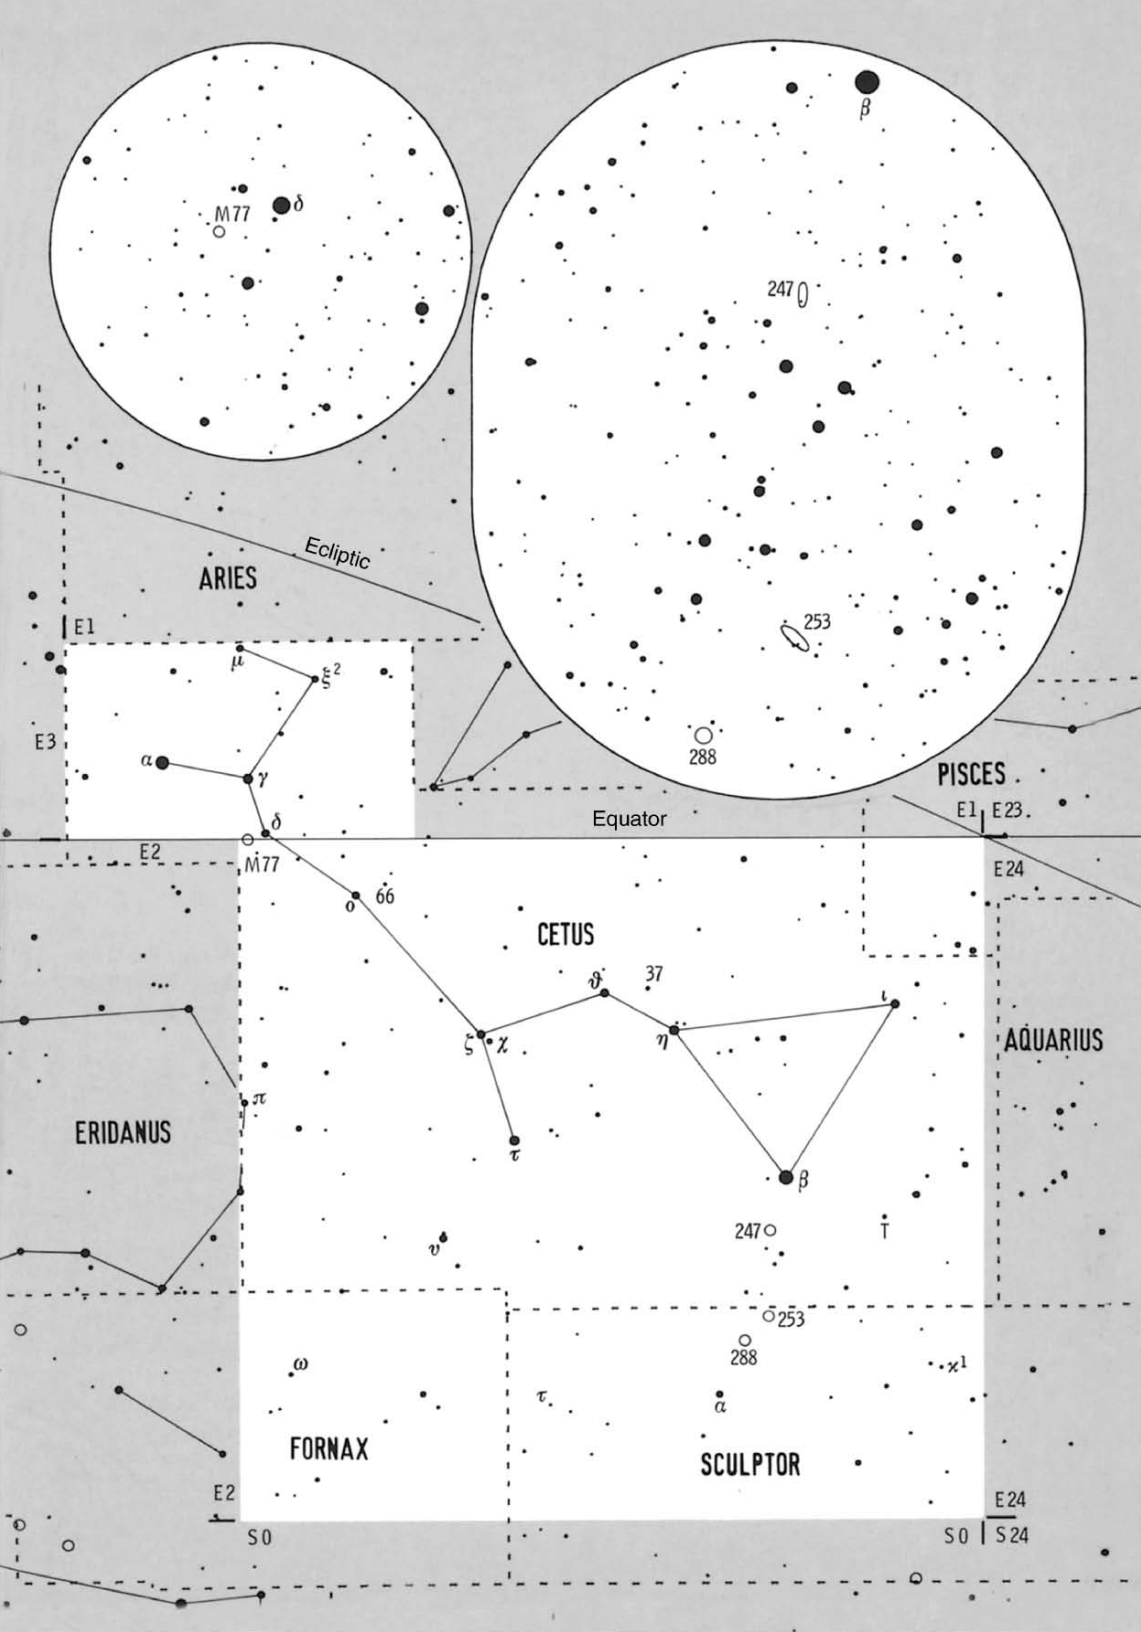 β
δ
M77
247
253
288
Ecliptic
ARIES
E1
μ
ξ²
E3
α
γ
δ
PISCES
Equator
E1 E23
E2
M77
E24
ο 66
CETUS
ϑ 37
ι
ζ χ
η
AQUARIUS
π
ERIDANUS
τ
β
247
T
υ
253
288
ω
ϰ¹
τ
α
FORNAX
SCULPTOR
E2
E24
S0
S0 S24